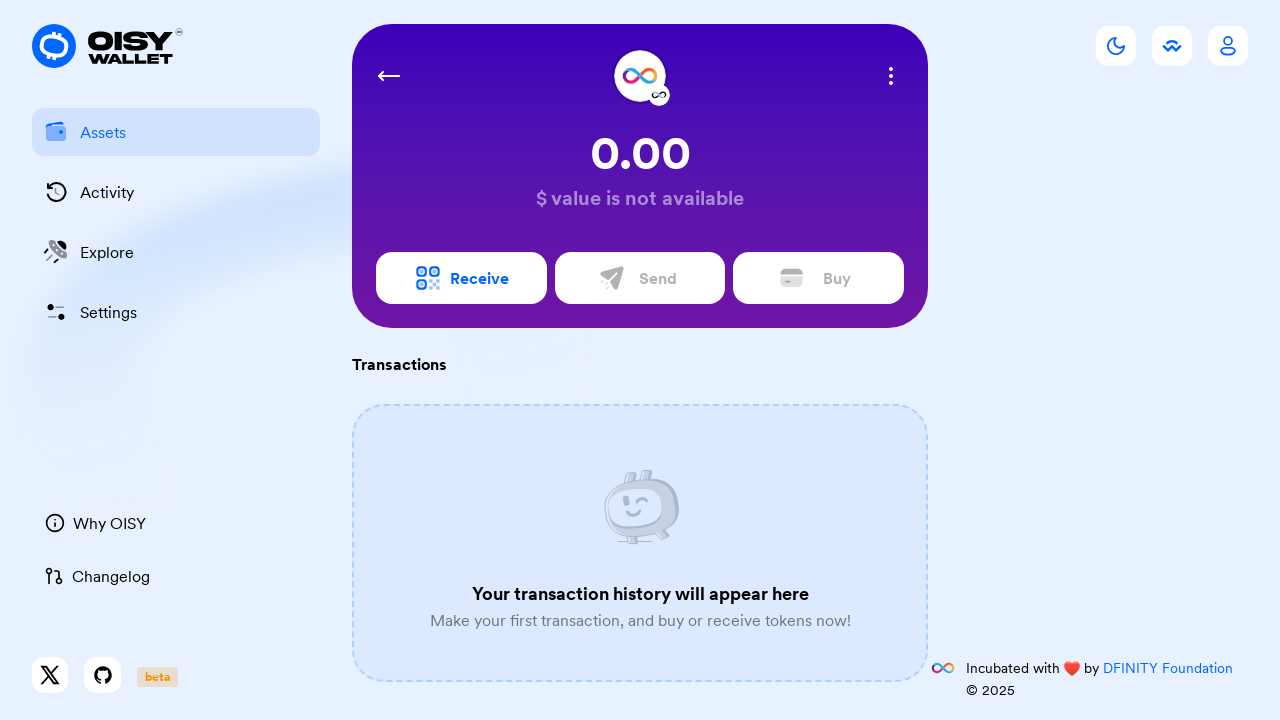 OISY
WALLET
Assets
Activity
Explore
Settings
Why OISY
Changelog
beta
0.00
$ value is not available
Receive
Send
Buy
Transactions
Your transaction history will appear here
Make your first transaction, and buy or receive tokens now!
Incubated with ❤️ by DFINITY Foundation
© 2025